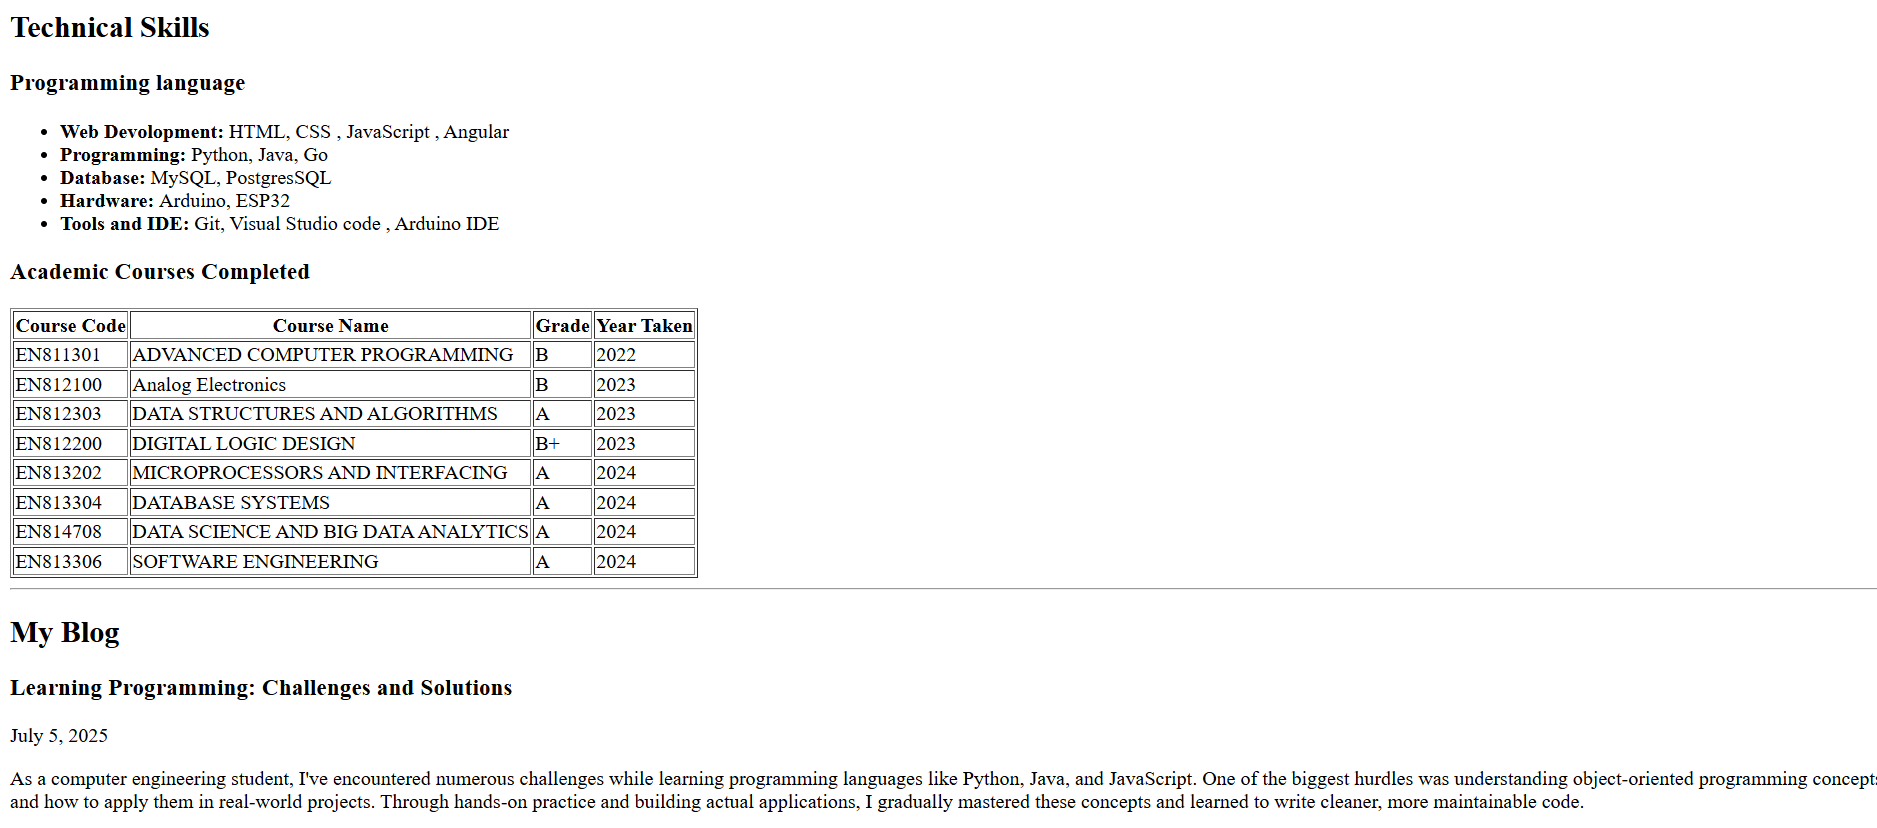 Technical Skills
Programming language
• Web Devolopment: HTML, CSS , JavaScript , Angular
• Programming: Python, Java, Go
• Database: MySQL, PostgresSQL
• Hardware: Arduino, ESP32
• Tools and IDE: Git, Visual Studio code , Arduino IDE
Academic Courses Completed
Course Code Course Name Grade Year Taken
EN811301 ADVANCED COMPUTER PROGRAMMING B 2022
EN812100 Analog Electronics B 2023
EN812303 DATA STRUCTURES AND ALGORITHMS A 2023
EN812200 DIGITAL LOGIC DESIGN B+ 2023
EN813202 MICROPROCESSORS AND INTERFACING A 2024
EN813304 DATABASE SYSTEMS A 2024
EN814708 DATA SCIENCE AND BIG DATA ANALYTICS A 2024
EN813306 SOFTWARE ENGINEERING A 2024
My Blog
Learning Programming: Challenges and Solutions
July 5, 2025
As a computer engineering student, I've encountered numerous challenges while learning programming languages like Python, Java, and JavaScript. One of the biggest hurdles was understanding object-oriented programming concepts
and how to apply them in real-world projects. Through hands-on practice and building actual applications, I gradually mastered these concepts and learned to write cleaner, more maintainable code.